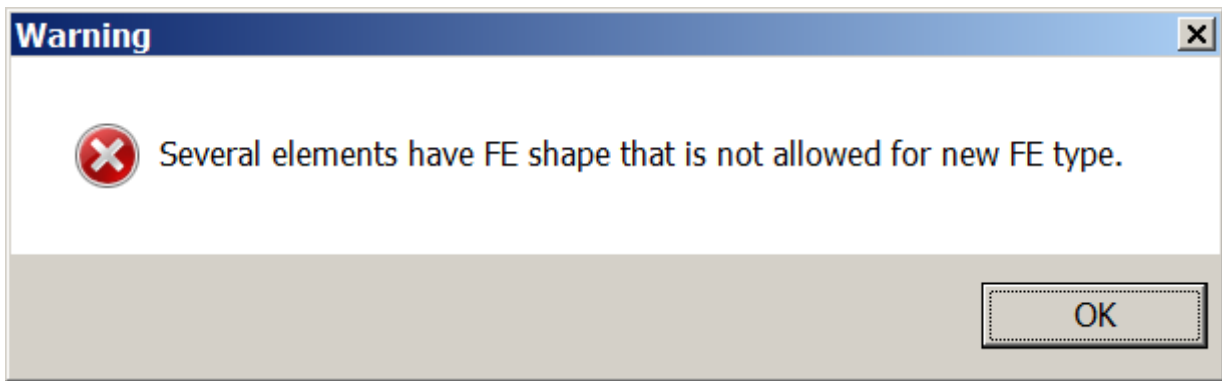 Warning
Several elements have FE shape that is not allowed for new FE type.
OK